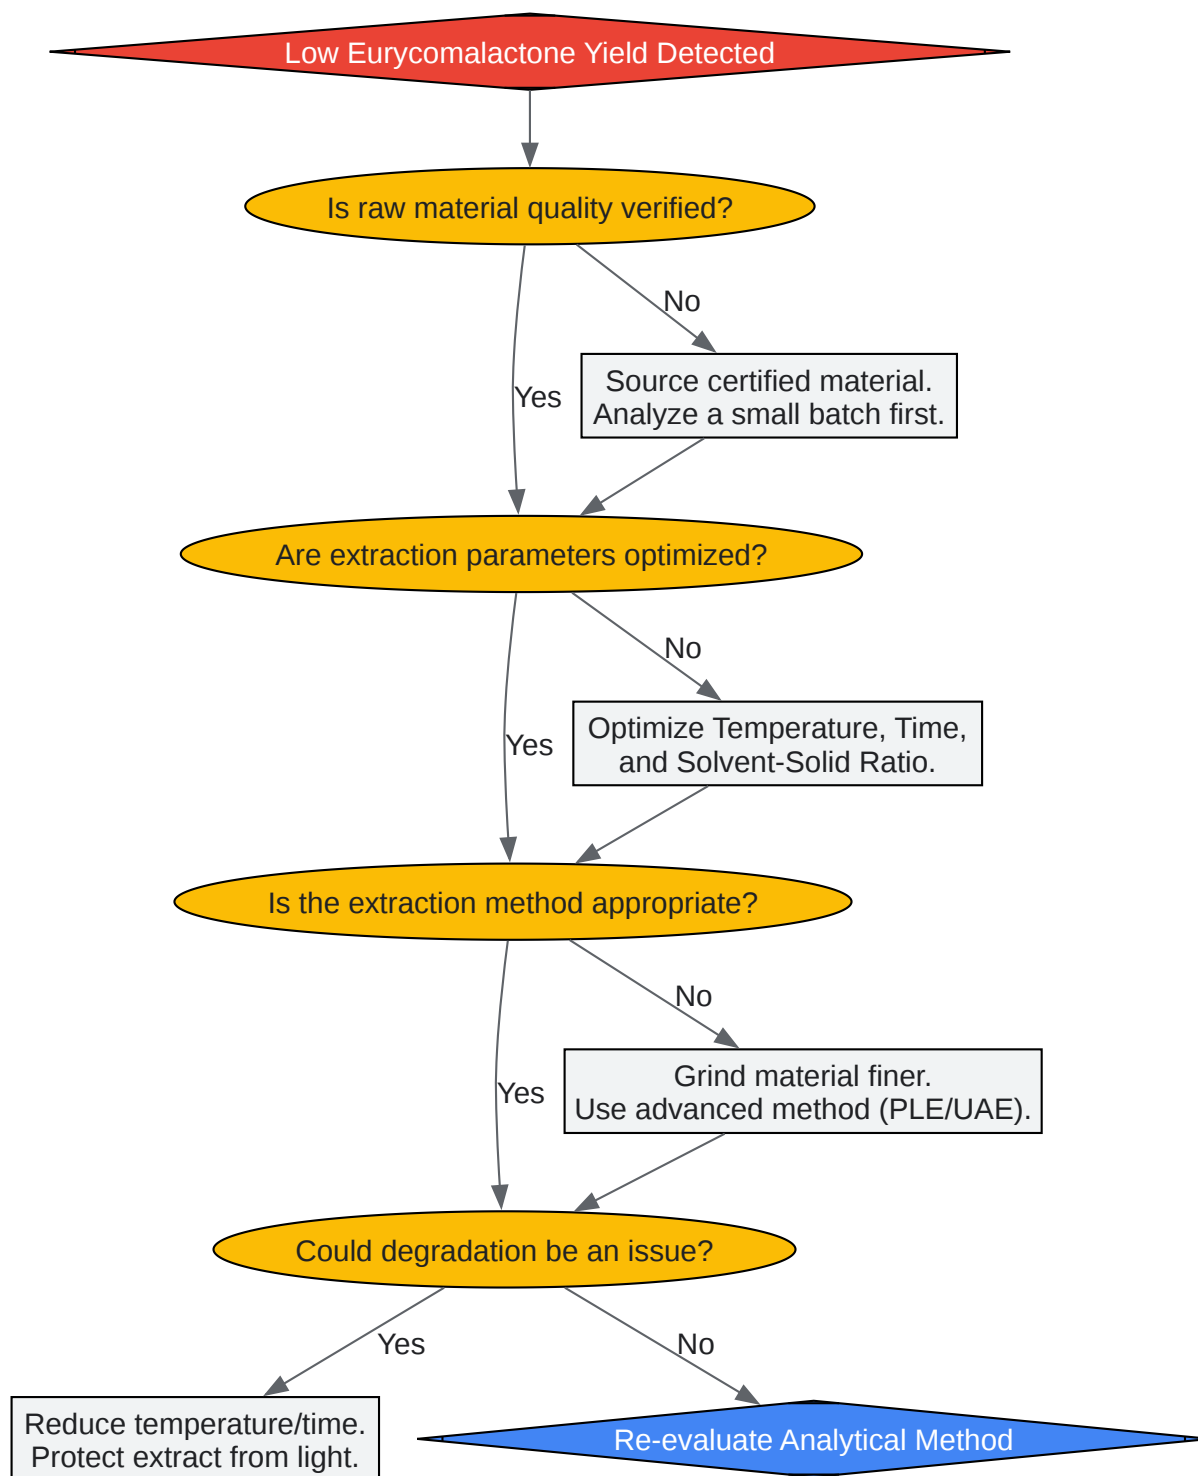 Low Eurycomalactone Yield Detected
Is raw material quality verified?
No
Yes
Source certified material.
Analyze a small batch first.
Are extraction parameters optimized?
No
Yes
Optimize Temperature, Time,
and Solvent-Solid Ratio.
Is the extraction method appropriate?
No
Yes
Grind material finer.
Use advanced method (PLE/UAE).
Could degradation be an issue?
Yes
No
Reduce temperature/time.
Protect extract from light.
Re-evaluate Analytical Method